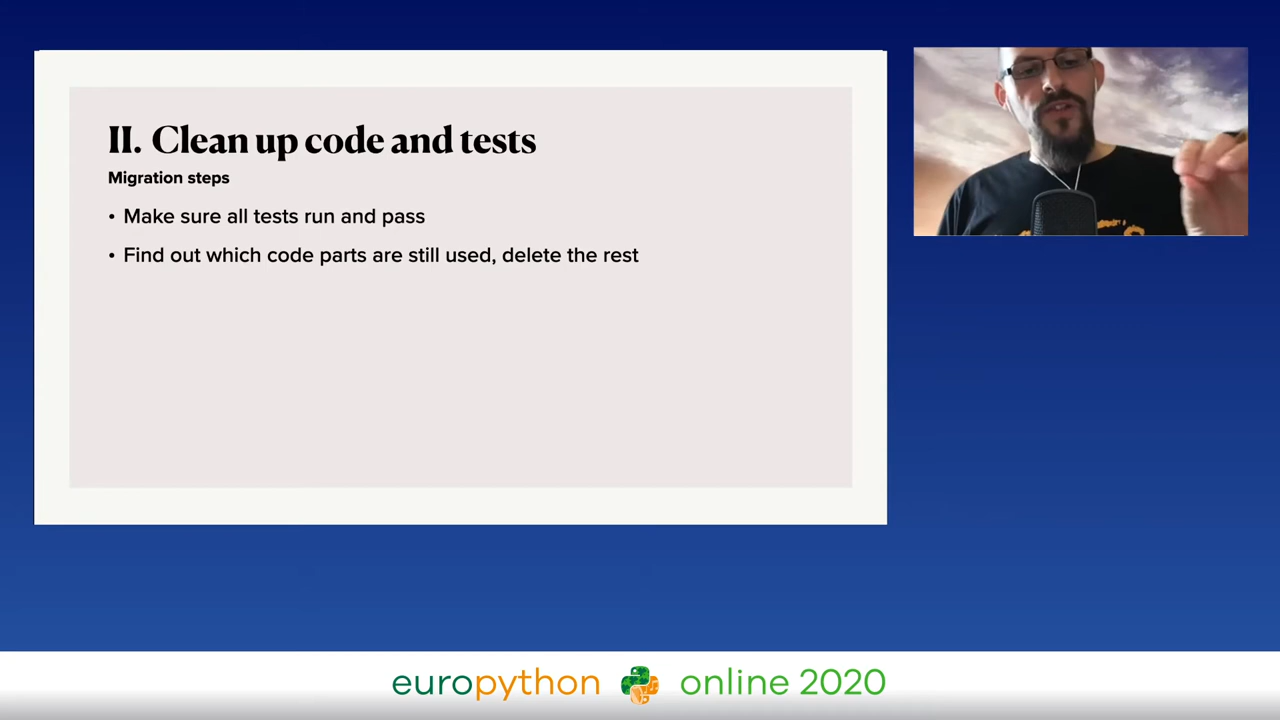 II. Clean up code and tests
Migration steps
• Make sure all tests run and pass
• Find out which code parts are still used, delete the rest
europython online 2020